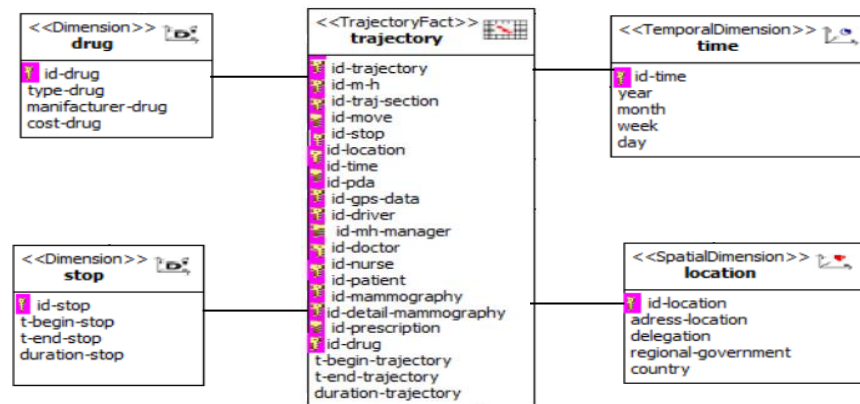 <<Dimension>>
drug
id-drug
type-drug
manifacturer-drug
cost-drug
<<Dimension>>
stop
id-stop
t-begin-stop
t-end-stop
duration-stop
<<TrajectoryFact>>
trajectory
id-trajectory
id-m-h
id-traj-section
id-move
id-stop
id-location
id-time
id-pda
id-gps-data
id-driver
id-mh-manager
id-doctor
id-nurse
id-patient
id-mammography
id-detail-mammography
id-prescription
id-drug
t-begin-trajectory
t-end-trajectory
duration-trajectory
<<TemporalDimension>>
time
id-time
year
month
week
day
<<SpatialDimension>>
location
id-location
adress-location
delegation
regional-government
country